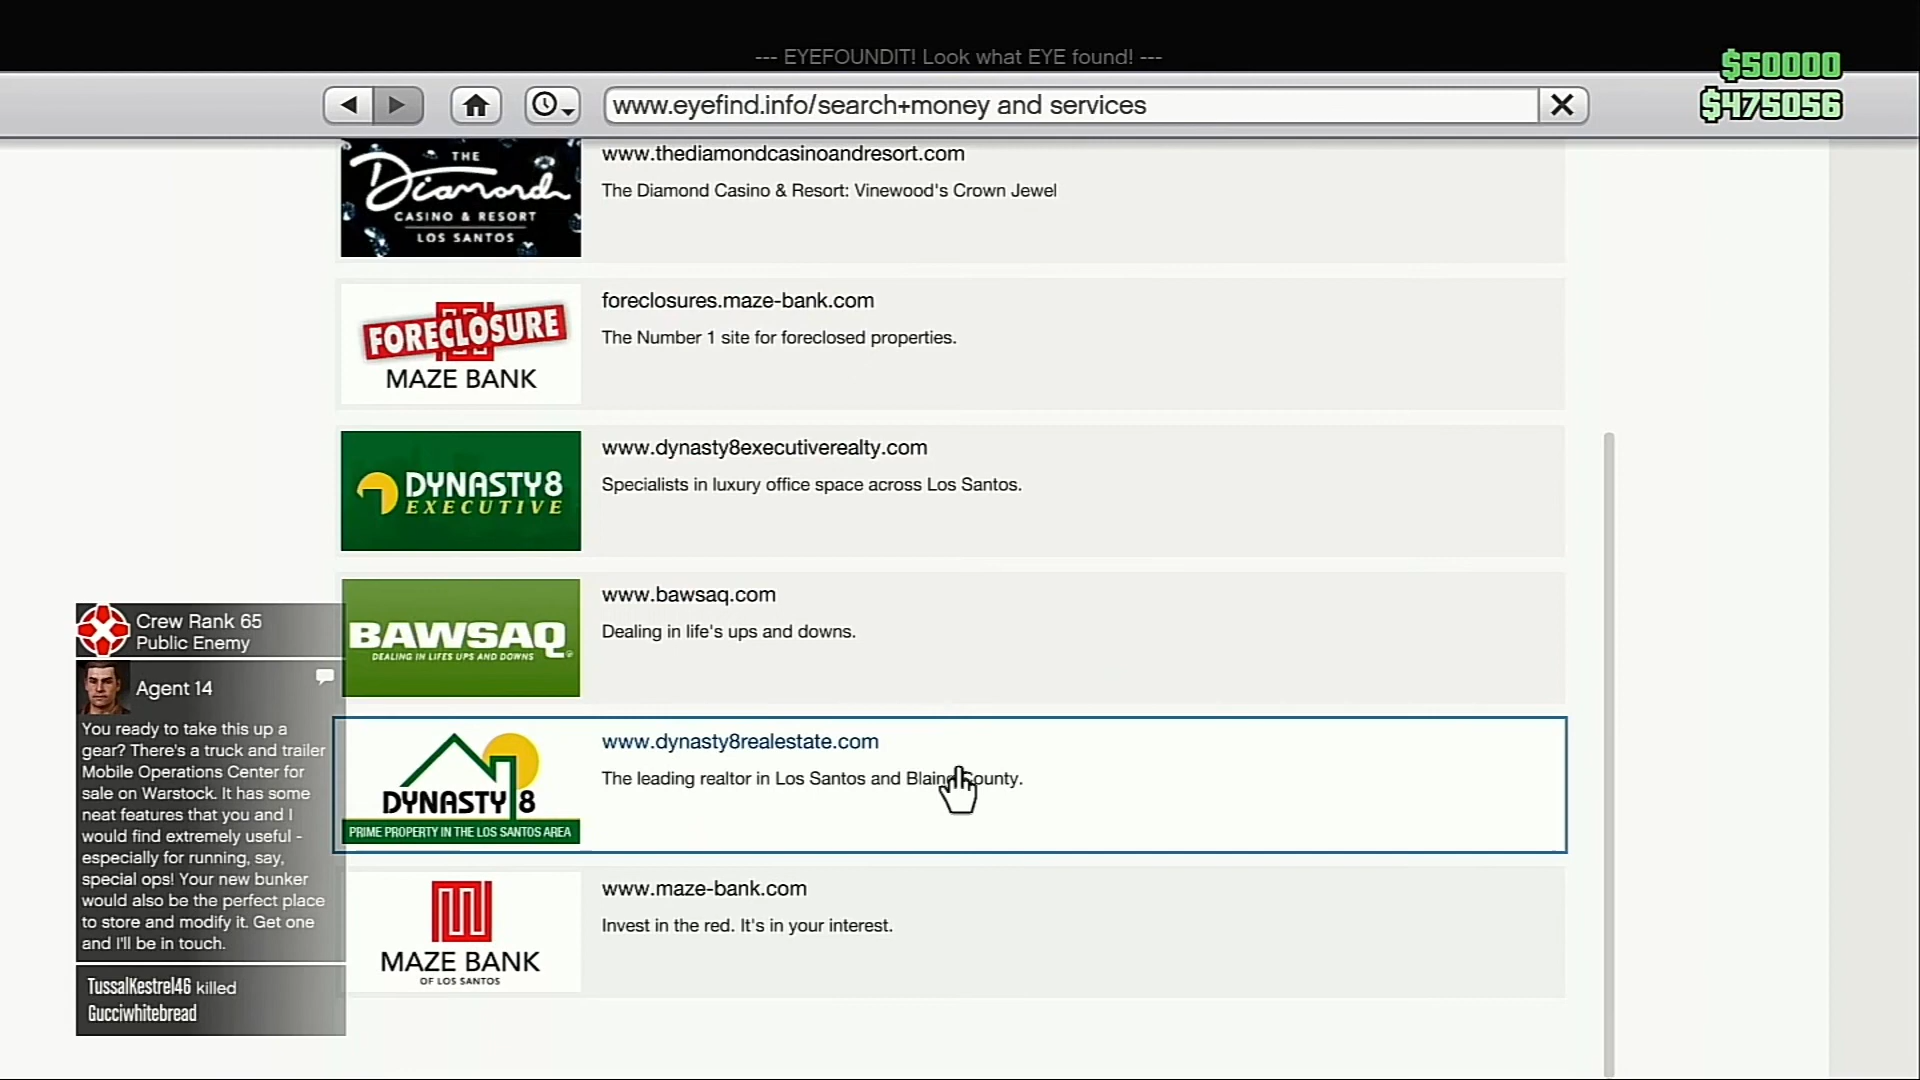 --- EYEFOUNDIT! Look what EYE found! ---
$50000
$475056
www.eyefind.info/search+money and services
THE
Diamond
CASINO & RESORT
LOS SANTOS
www.thediamondcasinoandresort.com
The Diamond Casino & Resort: Vinewood's Crown Jewel
FORECLOSURE
MAZE BANK
foreclosures.maze-bank.com
The Number 1 site for foreclosed properties.
DYNASTY8
EXECUTIVE
www.dynasty8executiverealty.com
Specialists in luxury office space across Los Santos.
BAWSAQ
DEALING IN LIFES UPS AND DOWNS
www.bawsaq.com
Dealing in life's ups and downs.
DYNASTY 8
PRIME PROPERTY IN THE LOS SANTOS AREA
www.dynasty8realestate.com
The leading realtor in Los Santos and Blaine County.
MAZE BANK
OF LOS SANTOS
www.maze-bank.com
Invest in the red. It's in your interest.
Crew Rank 65
Public Enemy
Agent 14
You ready to take this up a
gear? There's a truck and trailer
Mobile Operations Center for
sale on Warstock. It has some
neat features that you and I
would find extremely useful -
especially for running, say,
special ops! Your new bunker
would also be the perfect place
to store and modify it. Get one
and I'll be in touch.
TussalKestrel46 killed
Gucciwhitebread